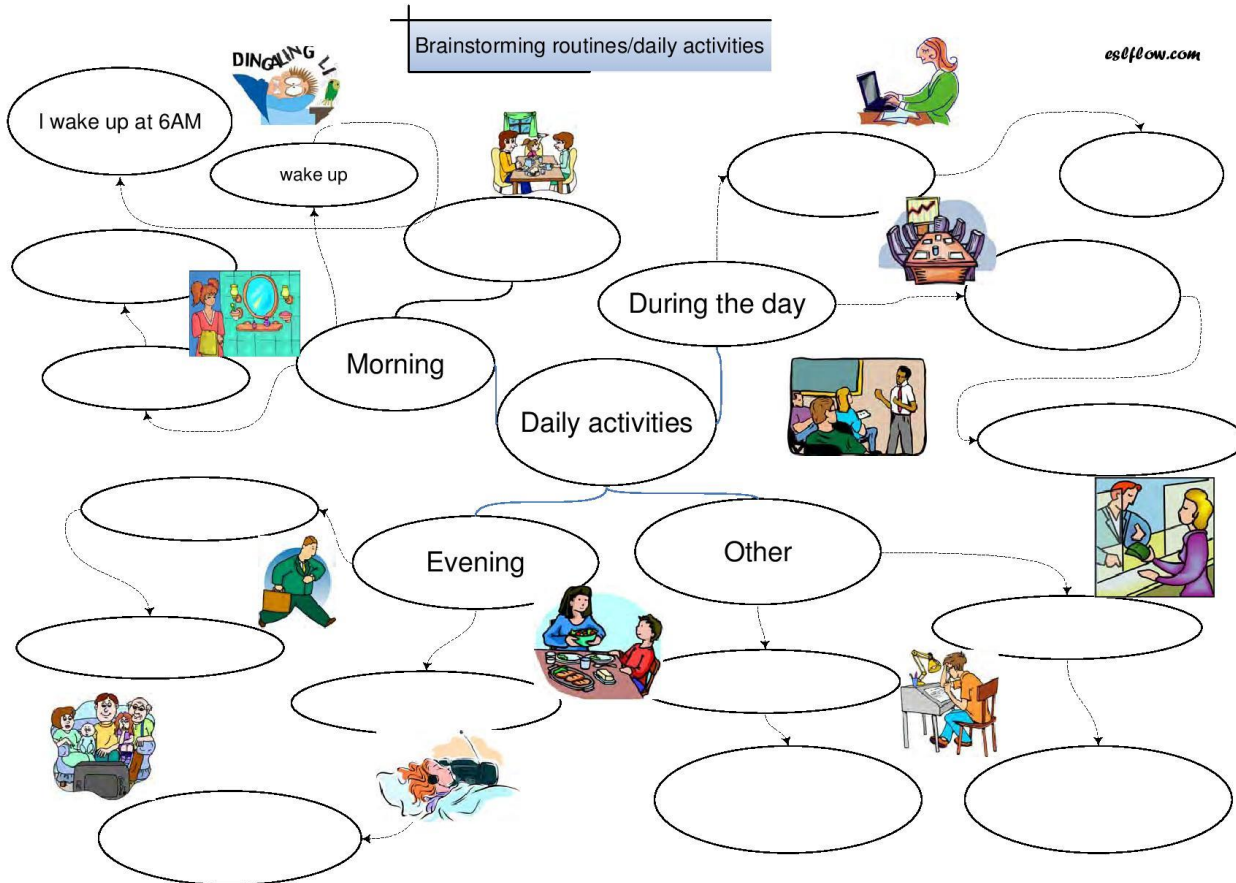 Brainstorming routines/daily activities
eslflow.com
DINGALING LI
I wake up at 6AM
wake up
During the day
Morning
Daily activities
Evening
Other